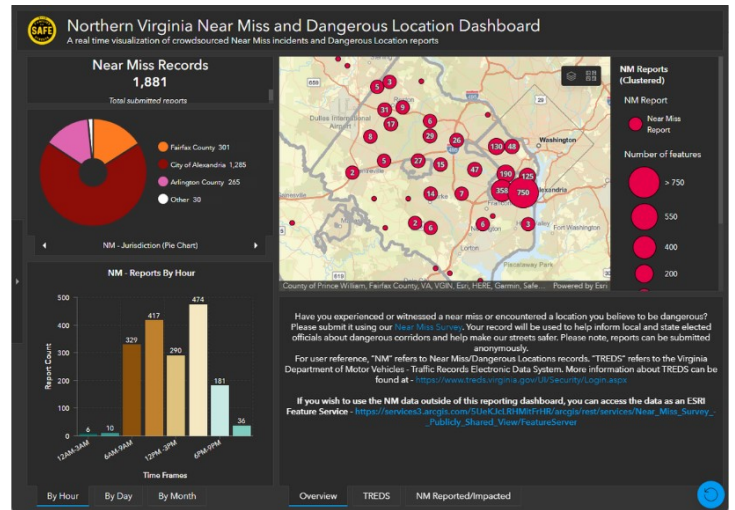 SAFE
Northern Virginia Near Miss and Dangerous Location Dashboard
A real time visualization of crowdsourced Near Miss incidents and Dangerous Location reports
Near Miss Records
1,881
Total submitted reports
Fairfax County 301
City of Alexandria 1,285
Arlington County 265
Other 30
NM - Jurisdiction (Pie Chart)
NM - Reports By Hour
Report Count
500
400
300
200
100
0
6
10
329
417
290
474
181
36
12AM-3AM
6AM-9AM
12PM-3PM
6PM-9PM
Time Frames
By Hour
By Day
By Month
5
3
31
9
17
6
8
29
26
130
48
Dulles International
Airport
Washington
5
27
15
2
47
190
125
358
750
14
7
2
6
6
3
28
Fort Washington
Lorton
Piscataway Park
County of Prince William, Fairfax County, VA, VGIN, Esri, HERE, Garmin, Safe... Powered by Esri
NM Reports
(Clustered)
NM Report
Near Miss
Report
Number of features
> 750
550
400
200
Have you experienced or witnessed a near miss or encountered a location you believe to be dangerous?
Please submit it using our Near Miss Survey. Your record will be used to help inform local and state elected
officials about dangerous corridors and help make our streets safer. Please note, reports can be submitted
anonymously.
For user reference, "NM" refers to Near Miss/Dangerous Locations records. "TREDS" refers to the Virginia
Department of Motor Vehicles - Traffic Records Electronic Data System. More information about TREDS can be
found at - https://www.treds.virginia.gov/UI/Security/Login.aspx
If you wish to use the NM data outside of this reporting dashboard, you can access the data as an ESRI
Feature Service - https://services3.arcgis.com/5UeKJcLRHMItFrHR/arcgis/rest/services/Near_Miss_Survey_-
_Publicly_Shared_View/FeatureServer
Overview
TREDS
NM Reported/Impacted